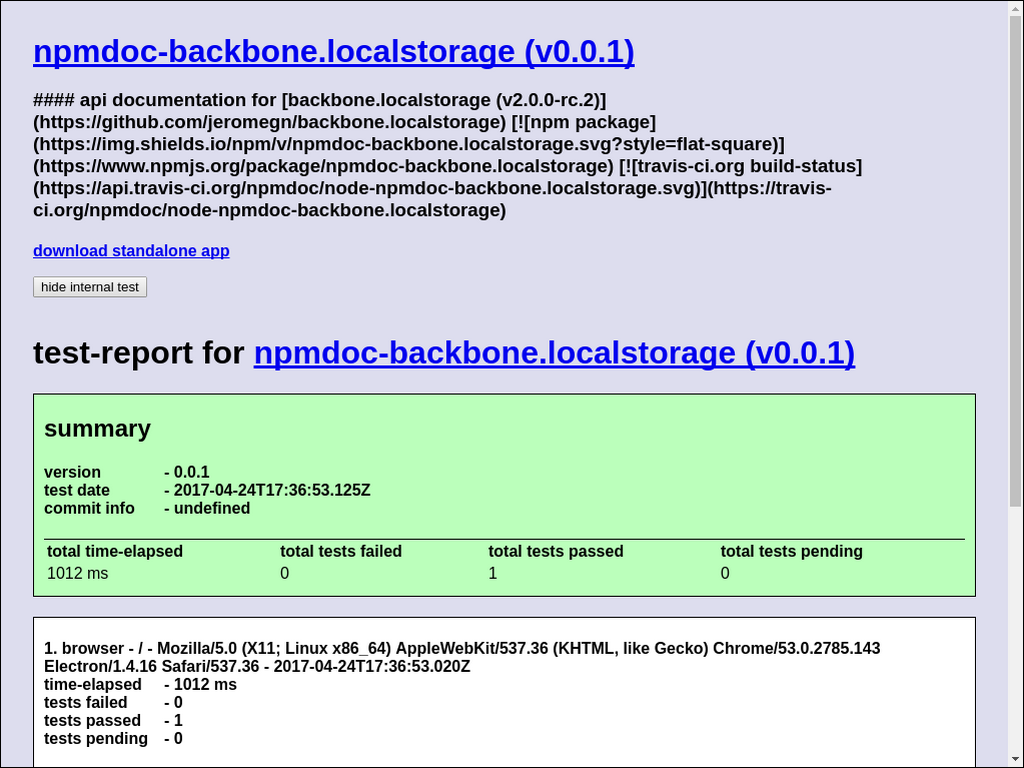 npmdoc-backbone.localstorage (v0.0.1)
#### api documentation for [backbone.localstorage (v2.0.0-rc.2)]
(https://github.com/jeromegn/backbone.localstorage) [![npm package]
(https://img.shields.io/npm/v/npmdoc-backbone.localstorage.svg?style=flat-square)]
(https://www.npmjs.org/package/npmdoc-backbone.localstorage) [![travis-ci.org build-status]
(https://api.travis-ci.org/npmdoc/node-npmdoc-backbone.localstorage.svg)](https://travis-
ci.org/npmdoc/node-npmdoc-backbone.localstorage)
download standalone app
hide internal test
test-report for npmdoc-backbone.localstorage (v0.0.1)
summary
version - 0.0.1
test date - 2017-04-24T17:36:53.125Z
commit info - undefined
total time-elapsed total tests failed total tests passed total tests pending
1012 ms 0 1 0
1. browser - / - Mozilla/5.0 (X11; Linux x86_64) AppleWebKit/537.36 (KHTML, like Gecko) Chrome/53.0.2785.143
Electron/1.4.16 Safari/537.36 - 2017-04-24T17:36:53.020Z
time-elapsed - 1012 ms
tests failed - 0
tests passed - 1
tests pending - 0